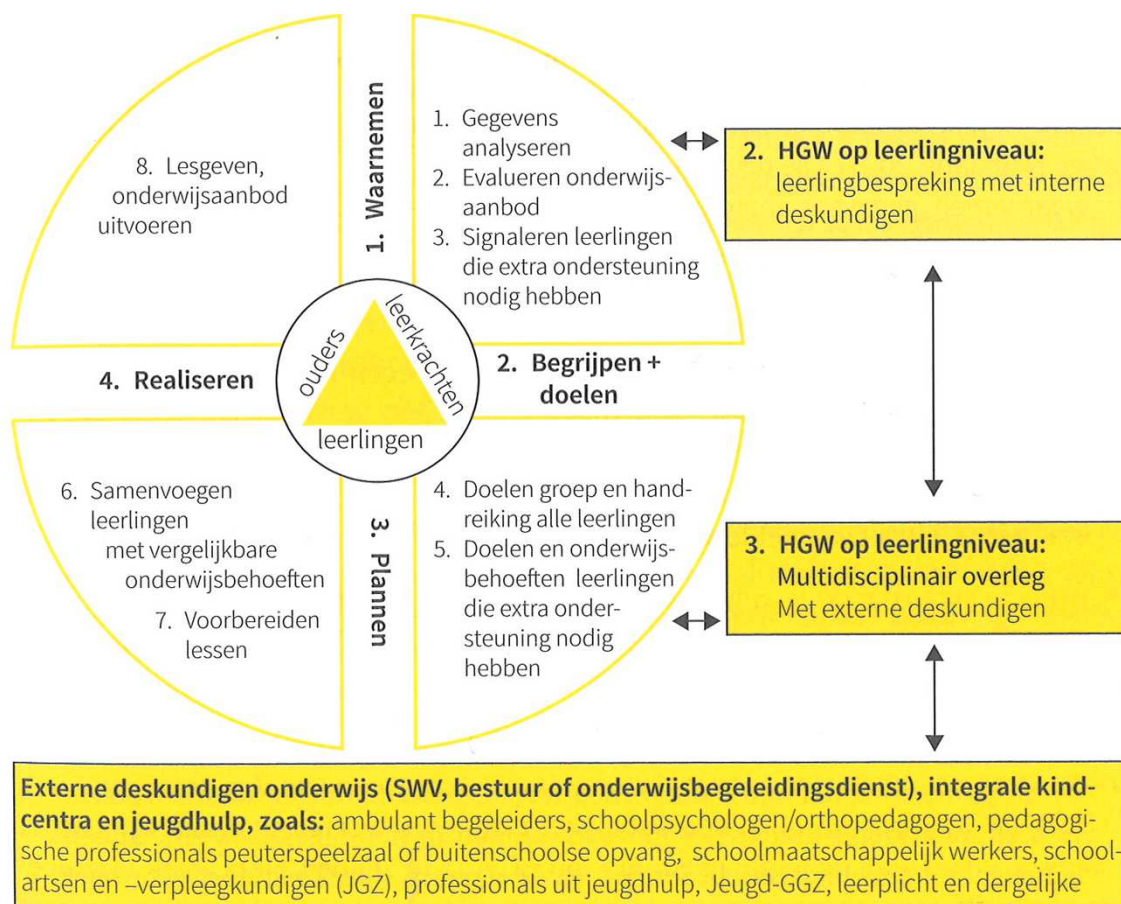 1. Waarnemen
1. Gegevens
analyseren
2. Evalueren onderwijs-
aanbod
3. Signaleren leerlingen
die extra ondersteuning
nodig hebben
2. HGW op leerlingniveau:
leerlingbespreking met interne
deskundigen
8. Lesgeven,
onderwijsaanbod
uitvoeren
ouders
leerkrachten
leerlingen
4. Realiseren
2. Begrijpen +
doelen
3. Plannen
4. Doelen groep en hand-
reiking alle leerlingen
5. Doelen en onderwijs-
behoeften leerlingen
die extra onder-
steuning nodig
hebben
3. HGW op leerlingniveau:
Multidisciplinair overleg
Met externe deskundigen
6. Samenvoegen
leerlingen
met vergelijkbare
onderwijsbehoeften
7. Voorbereiden
lessen
Externe deskundigen onderwijs (SWV, bestuur of onderwijsbegeleidingsdienst), integrale kind-
centra en jeugdhulp, zoals: ambulant begeleiders, schoolpsychologen/orthopedagogen, pedagogi-
sche professionals peuterspeelzaal of buitenschoolse opvang, schoolmaatschappelijk werkers, school-
artsen en –verpleegkundigen (JGZ), professionals uit jeugdhulp, Jeugd-GGZ, leerplicht en dergelijke